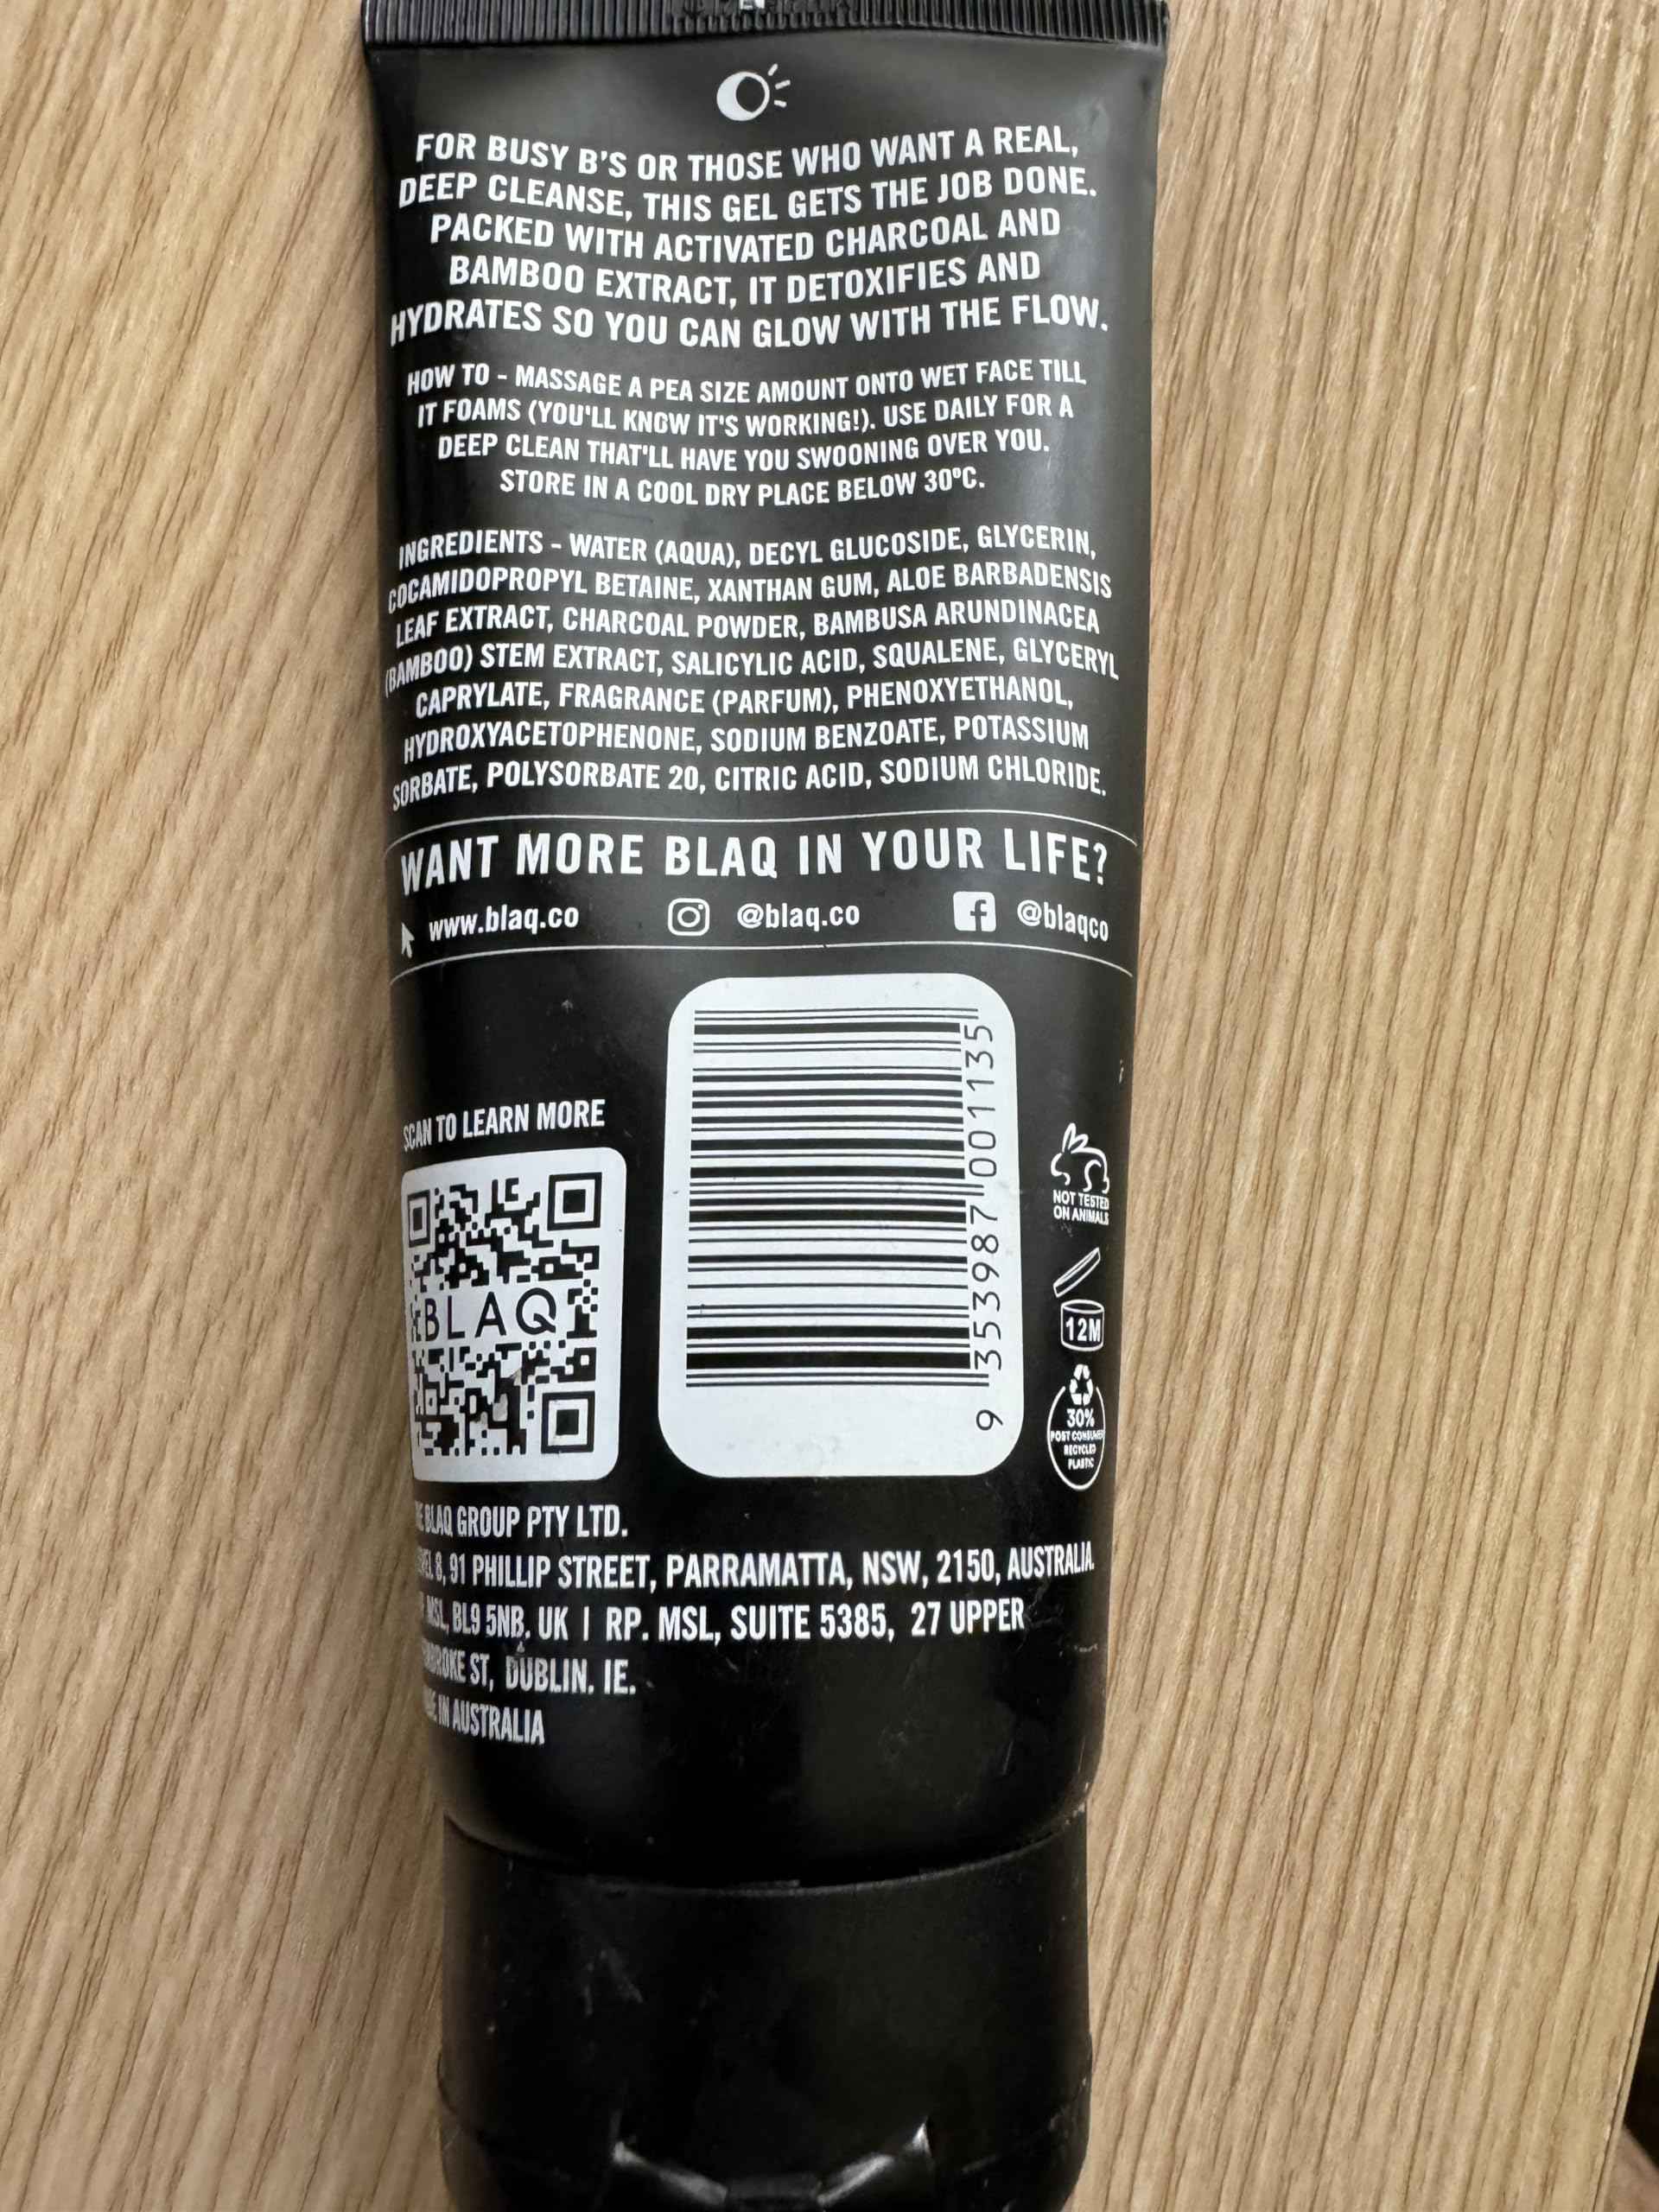 FOR BUSY B'S OR THOSE WHO WANT A REAL,
DEEP CLEANSE, THIS GEL GETS THE JOB DONE.
PACKED WITH ACTIVATED CHARCOAL AND
BAMBOO EXTRACT, IT DETOXIFIES AND
HYDRATES SO YOU CAN GLOW WITH THE FLOW.
HOW TO - MASSAGE A PEA SIZE AMOUNT ONTO WET FACE TILL
IT FOAMS (YOU'LL KNOW IT'S WORKING!). USE DAILY FOR A
DEEP CLEAN THAT'LL HAVE YOU SWOONING OVER YOU.
STORE IN A COOL DRY PLACE BELOW 30ºC.
INGREDIENTS - WATER (AQUA), DECYL GLUCOSIDE, GLYCERIN,
COCAMIDOPROPYL BETAINE, XANTHAN GUM, ALOE BARBADENSIS
LEAF EXTRACT, CHARCOAL POWDER, BAMBUSA ARUNDINACEA
(BAMBOO) STEM EXTRACT, SALICYLIC ACID, SQUALENE, GLYCERYL
CAPRYLATE, FRAGRANCE (PARFUM), PHENOXYETHANOL,
HYDROXYACETOPHENONE, SODIUM BENZOATE, POTASSIUM
SORBATE, POLYSORBATE 20, CITRIC ACID, SODIUM CHLORIDE.
WANT MORE BLAQ IN YOUR LIFE?
www.blaq.co @blaq.co @blaqco
SCAN TO LEARN MORE
BLAQ
9 353987 001135
NOT TESTED
ON ANIMALS
12M
30%
POST CONSUMER
RECYCLED
PLASTIC
BLAQ GROUP PTY LTD.
8, 91 PHILLIP STREET, PARRAMATTA, NSW, 2150, AUSTRALIA.
MSL, BL9 5NB. UK | RP. MSL, SUITE 5385, 27 UPPER
ST, DUBLIN. IE.
IN AUSTRALIA